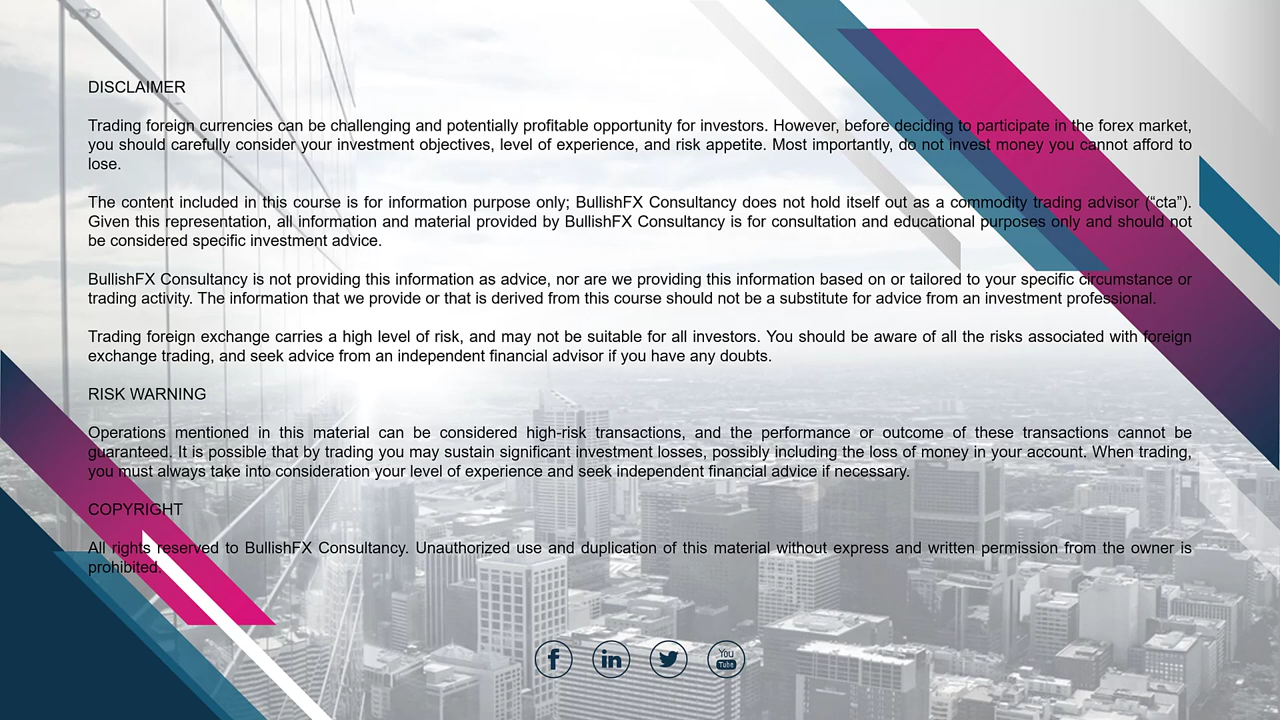 DISCLAIMER
Trading foreign currencies can be challenging and potentially profitable opportunity for investors. However, before deciding to participate in the forex market,
you should carefully consider your investment objectives, level of experience, and risk appetite. Most importantly, do not invest money you cannot afford to
lose.
The content included in this course is for information purpose only; BullishFX Consultancy does not hold itself out as a commodity trading advisor (“cta”).
Given this representation, all information and material provided by BullishFX Consultancy is for consultation and educational purposes only and should not
be considered specific investment advice.
BullishFX Consultancy is not providing this information as advice, nor are we providing this information based on or tailored to your specific circumstance or
trading activity. The information that we provide or that is derived from this course should not be a substitute for advice from an investment professional.
Trading foreign exchange carries a high level of risk, and may not be suitable for all investors. You should be aware of all the risks associated with foreign
exchange trading, and seek advice from an independent financial advisor if you have any doubts.
RISK WARNING
Operations mentioned in this material can be considered high-risk transactions, and the performance or outcome of these transactions cannot be
guaranteed. It is possible that by trading you may sustain significant investment losses, possibly including the loss of money in your account. When trading,
you must always take into consideration your level of experience and seek independent financial advice if necessary.
COPYRIGHT
All rights reserved to BullishFX Consultancy. Unauthorized use and duplication of this material without express and written permission from the owner is
prohibited.
f in You
Tube